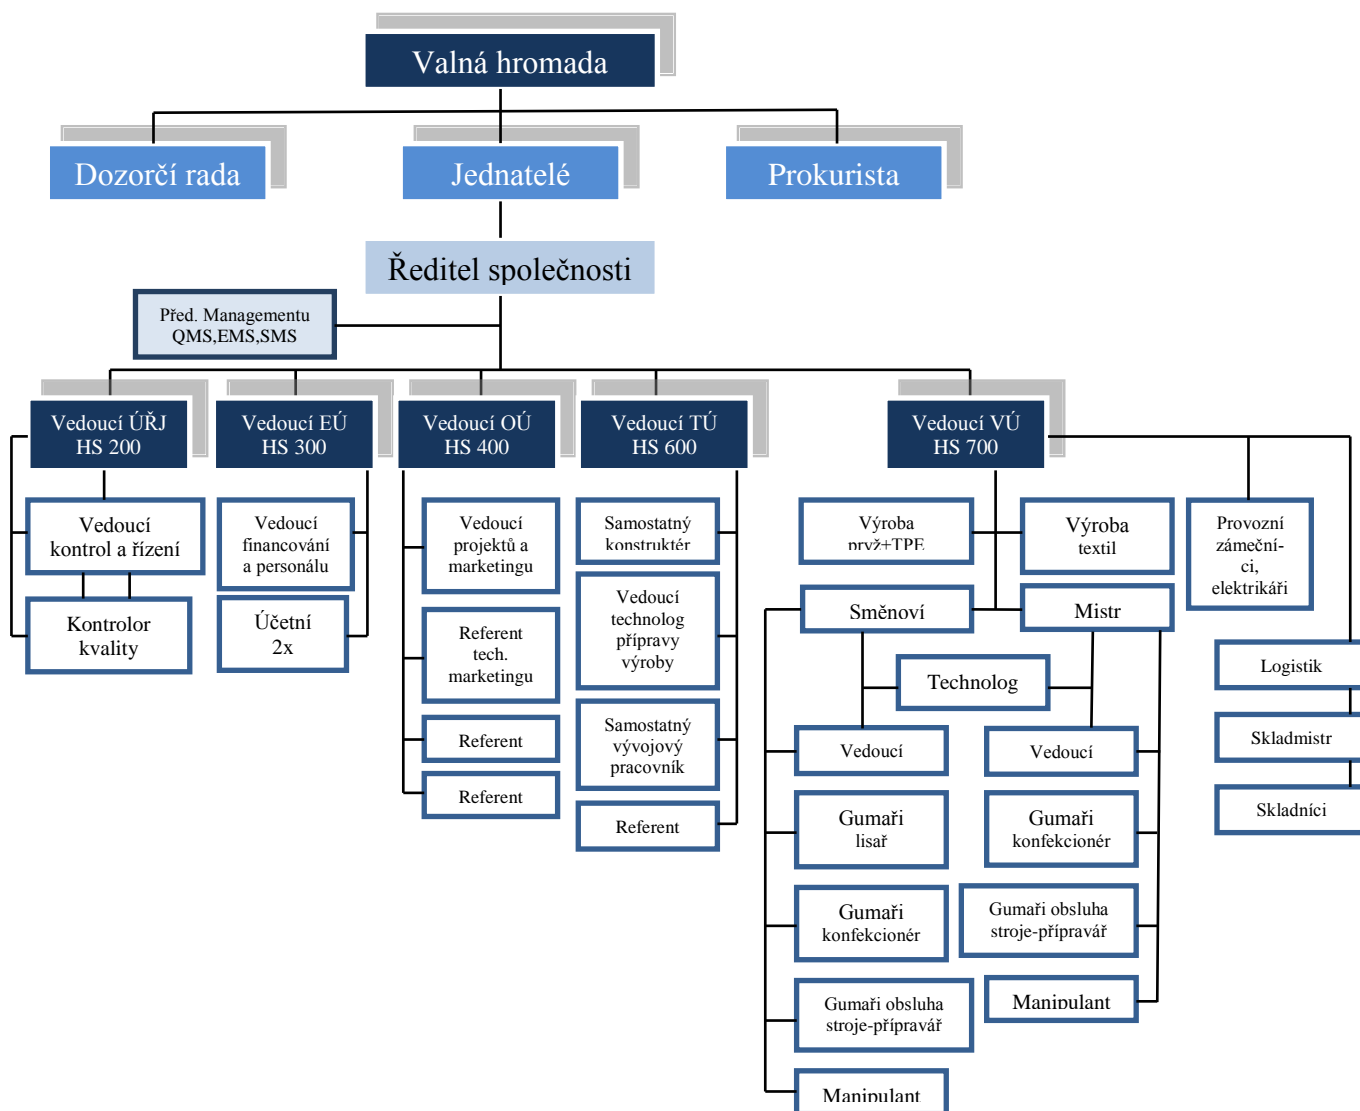 Valná hromada
Dozorčí rada
Jednatelé
Prokurista
Ředitel společnosti
Před. Managementu
QMS,EMS,SMS
Vedoucí ÚŘJ
HS 200
Vedoucí EÚ
HS 300
Vedoucí OÚ
HS 400
Vedoucí TÚ
HS 600
Vedoucí VÚ
HS 700
Vedoucí
kontrol a řízení
Kontrolor
kvality
Vedoucí
financování
a personálu
Účetní
2x
Vedoucí
projektů a
marketingu
Referent
tech.
marketingu
Referent
Referent
Samostatný
konstruktér
Vedoucí
technolog
přípravy
výroby
Samostatný
vývojový
pracovník
Referent
Výroba
pryž+TPE
Výroba
textil
Provozní
zámeční-
ci,
elektrikáři
Směnoví
Mistr
Technolog
Vedoucí
Vedoucí
Gumaři
lisař
Gumaři
konfekcionér
Gumaři
konfekcionér
Gumaři obsluha
stroje-přípravář
Gumaři obsluha
stroje-přípravář
Manipulant
Manipulant
Logistik
Skladmistr
Skladníci